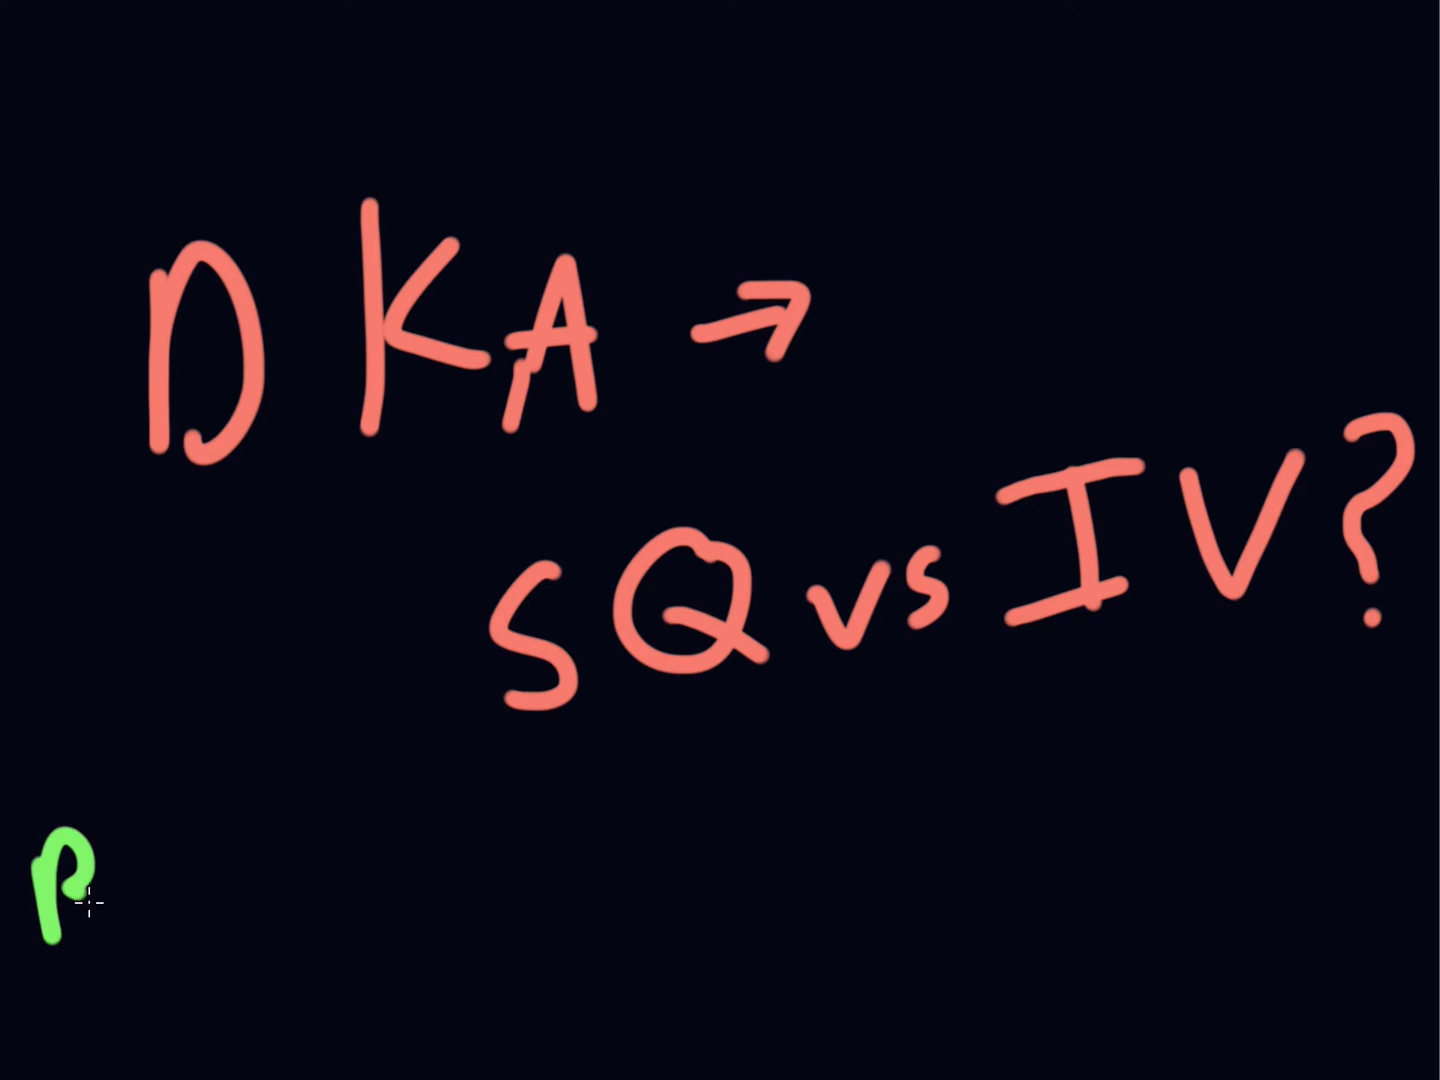 DKA →
SQ vs IV?
P